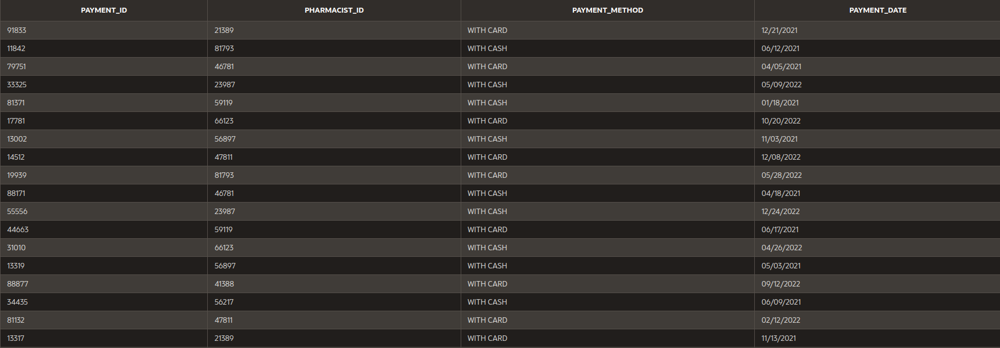 PAYMENT_ID PHARMACIST_ID PAYMENT_METHOD PAYMENT_DATE
91833 21389 WITH CARD 12/21/2021
11842 81793 WITH CASH 06/12/2021
79751 46781 WITH CARD 04/05/2021
33325 23987 WITH CASH 05/09/2022
81371 59119 WITH CASH 01/18/2021
17781 66123 WITH CARD 10/20/2022
13002 56897 WITH CASH 11/03/2021
14512 47811 WITH CARD 12/08/2022
19939 81793 WITH CARD 05/28/2022
88171 46781 WITH CASH 04/18/2021
55556 23987 WITH CASH 12/24/2022
44663 59119 WITH CARD 06/17/2021
31010 66123 WITH CASH 04/26/2022
13319 56897 WITH CASH 05/03/2021
88877 41388 WITH CARD 09/12/2022
34435 56217 WITH CASH 06/09/2021
81132 47811 WITH CARD 02/12/2022
13317 21389 WITH CARD 11/13/2021